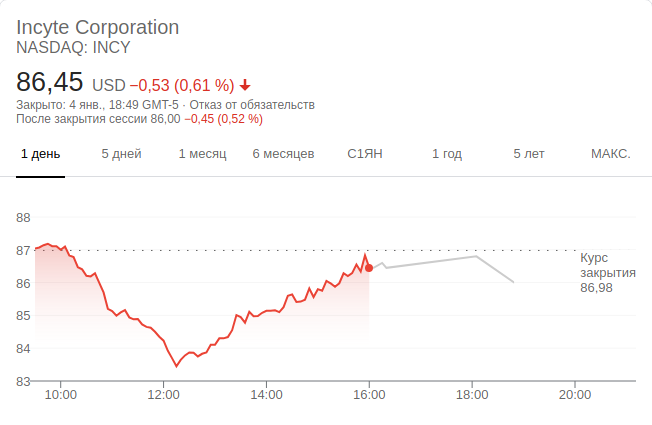 Incyte Corporation
NASDAQ: INCY
86,45 USD −0,53 (0,61 %)
Закрыто: 4 янв., 18:49 GMT-5 · Отказ от обязательств
После закрытия сессии 86,00 −0,45 (0,52 %)
1 день 5 дней 1 месяц 6 месяцев С1ЯН 1 год 5 лет МАКС.
88
87
86
85
84
83
Курс
закрытия
86,98
10:00 12:00 14:00 16:00 18:00 20:00